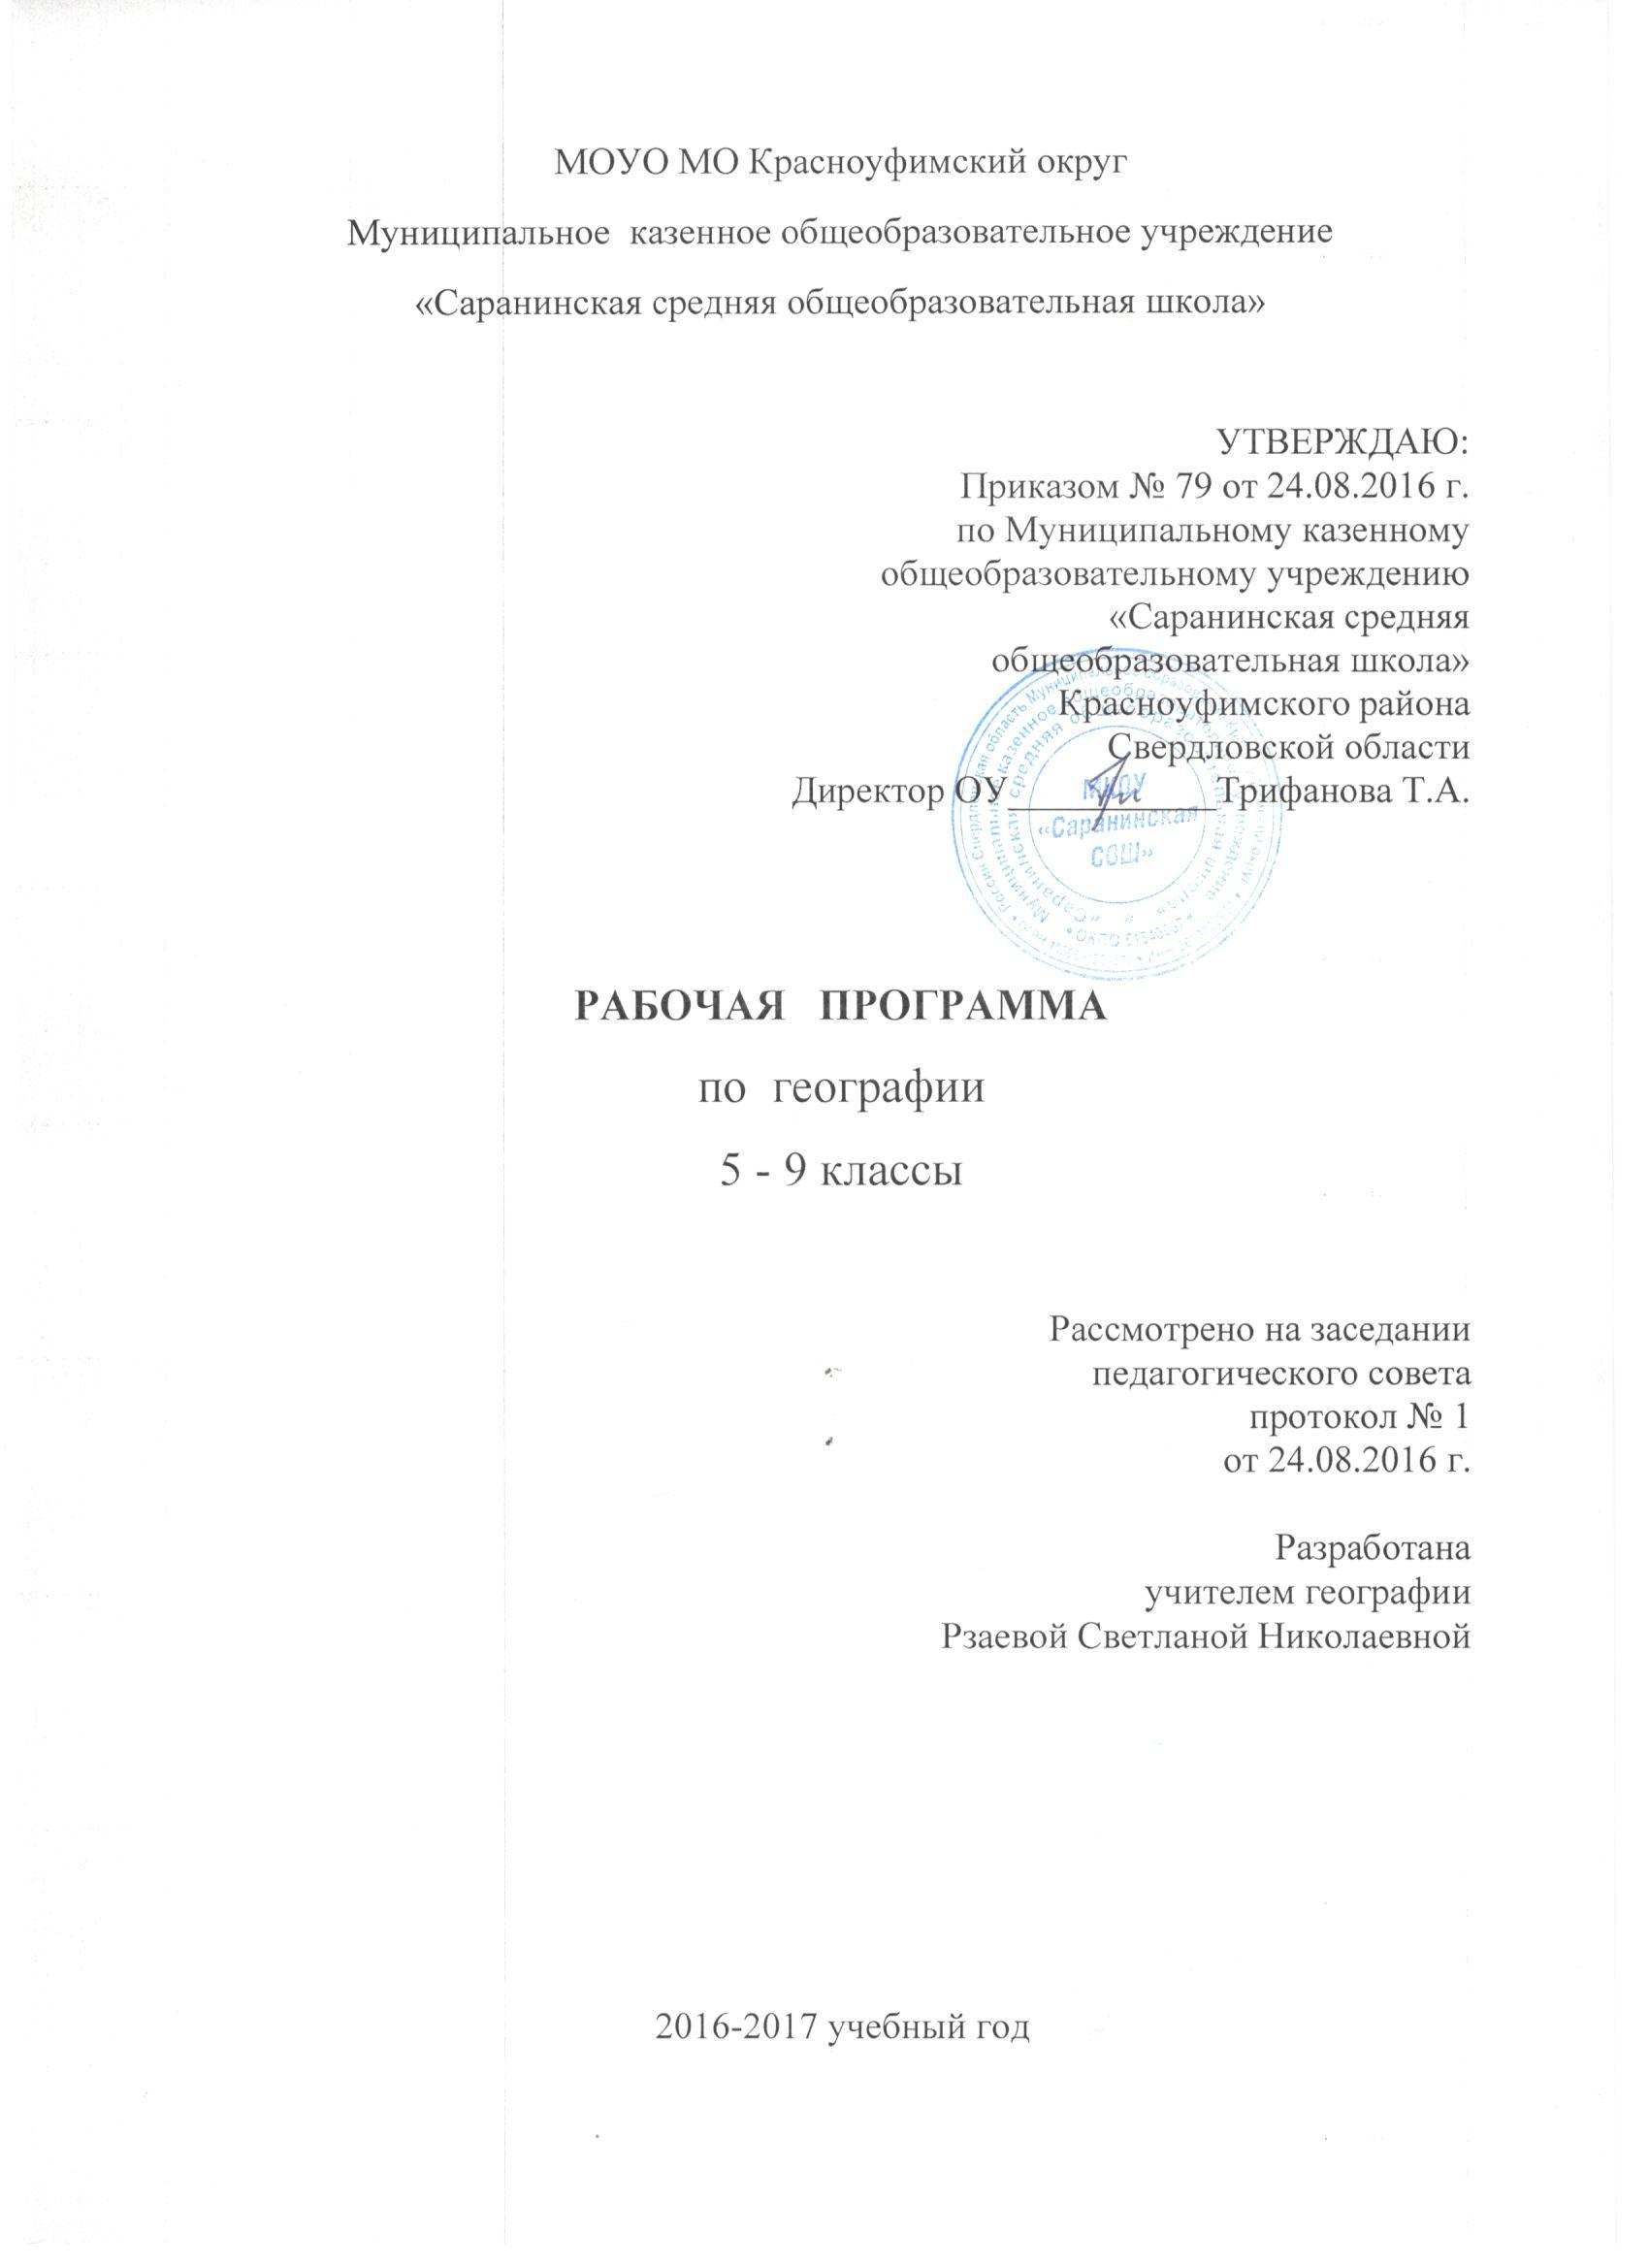 МОУО МО Красноуфимский округ
Муниципальное казенное общеобразовательное учреждение
«Саранинская средняя общеобразовательная школа»
УТВЕРЖДАЮ:
Приказом № 79 от 24.08.2016 г.
по Муниципальному казенному
общеобразовательному учреждению
«Саранинская средняя
общеобразовательная школа»
Красноуфимского района
Свердловской области
Директор ОУ___________Трифанова Т.А.
МКОУ
«Саранинская
СОШ»
РАБОЧАЯ ПРОГРАММА
по географии
5 - 9 классы
Рассмотрено на заседании
педагогического совета
протокол № 1
от 24.08.2016 г.
Разработана
учителем географии
Рзаевой Светланой Николаевной
2016-2017 учебный год